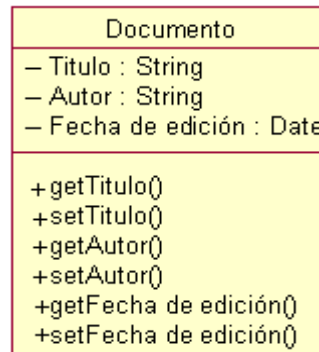 Documento
– Titulo : String
– Autor : String
– Fecha de edición : Date
+getTitulo()
+setTitulo()
+getAutor()
+setAutor()
+getFecha de edición()
+setFecha de edición()